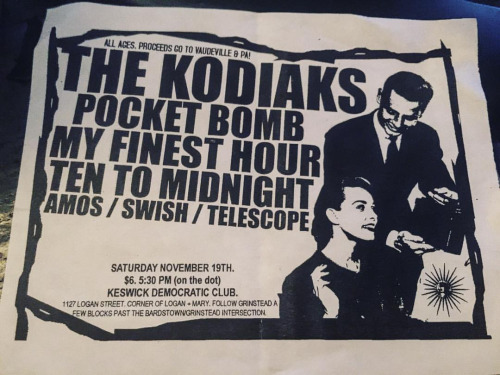 ALL AGES. PROCEEDS GO TO VAUDEVILLE & PA!
THE KODIAKS
POCKET BOMB
MY FINEST HOUR
TEN TO MIDNIGHT
AMOS / SWISH / TELESCOPE
SATURDAY NOVEMBER 19TH.
$6. 5:30 PM (on the dot)
KESWICK DEMOCRATIC CLUB.
1127 LOGAN STREET. CORNER OF LOGAN + MARY. FOLLOW GRINSTEAD A
FEW BLOCKS PAST THE BARDSTOWN/GRINSTEAD INTERSECTION.